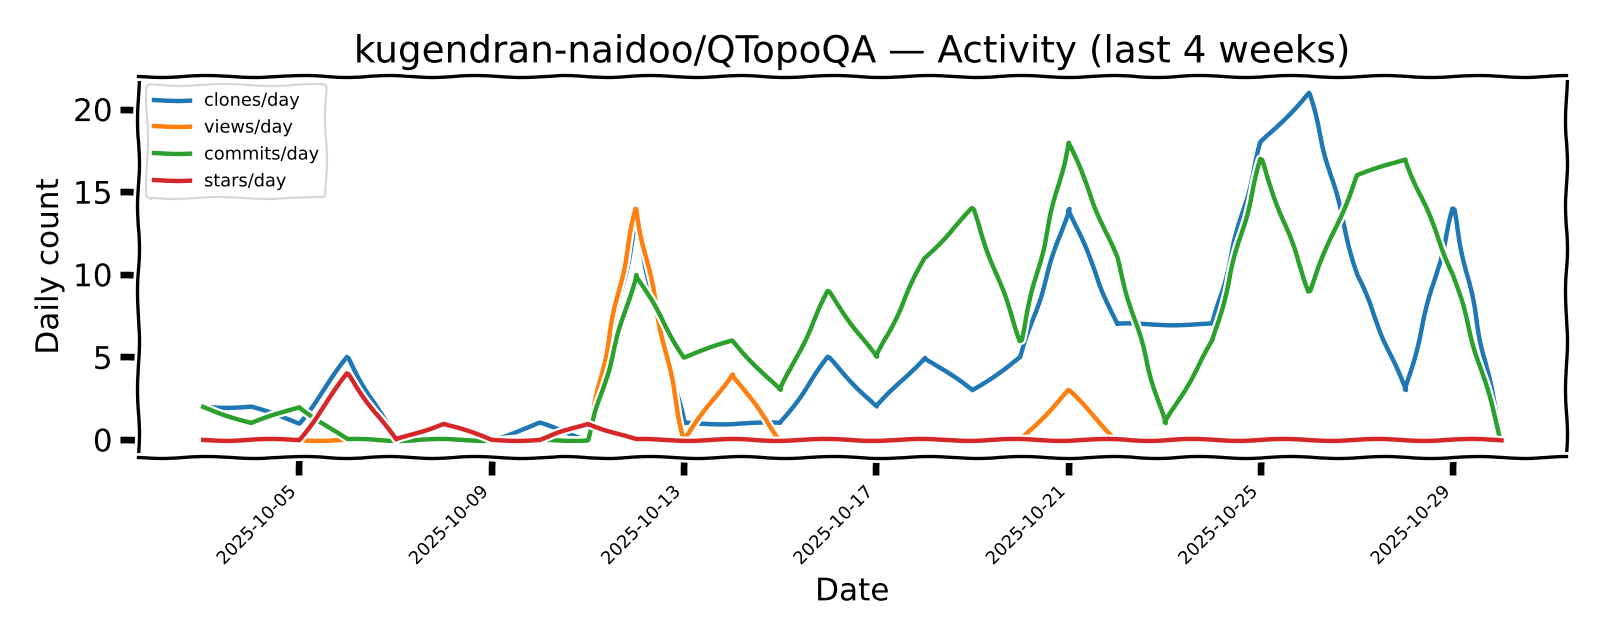 kugendran-naidoo/QTopoQA — Activity (last 4 weeks)
clones/day
views/day
commits/day
stars/day
Daily count
20
15
10
5
0
2025-10-05
2025-10-09
2025-10-13
2025-10-17
2025-10-21
2025-10-25
2025-10-29
Date